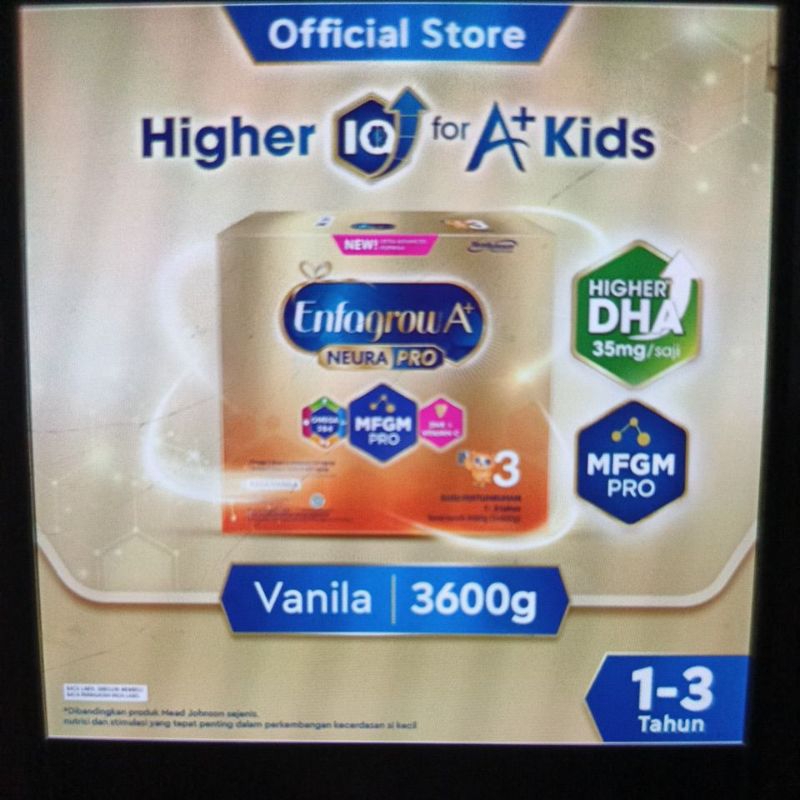 Official Store
Higher IQ for A+ Kids
NEW!
3
Enfagrow A+
NEURA PRO
HIGHER
DHA
35mg/saji
MFGM
PRO
3
MFGM
PRO
Vanila 3600g
1-3
Tahun
*Dibandingkan produk Mead Johnson sejenis.
nutrisi dan stimulasi yang tepat penting dalam perkembangan kecerdasan si kecil